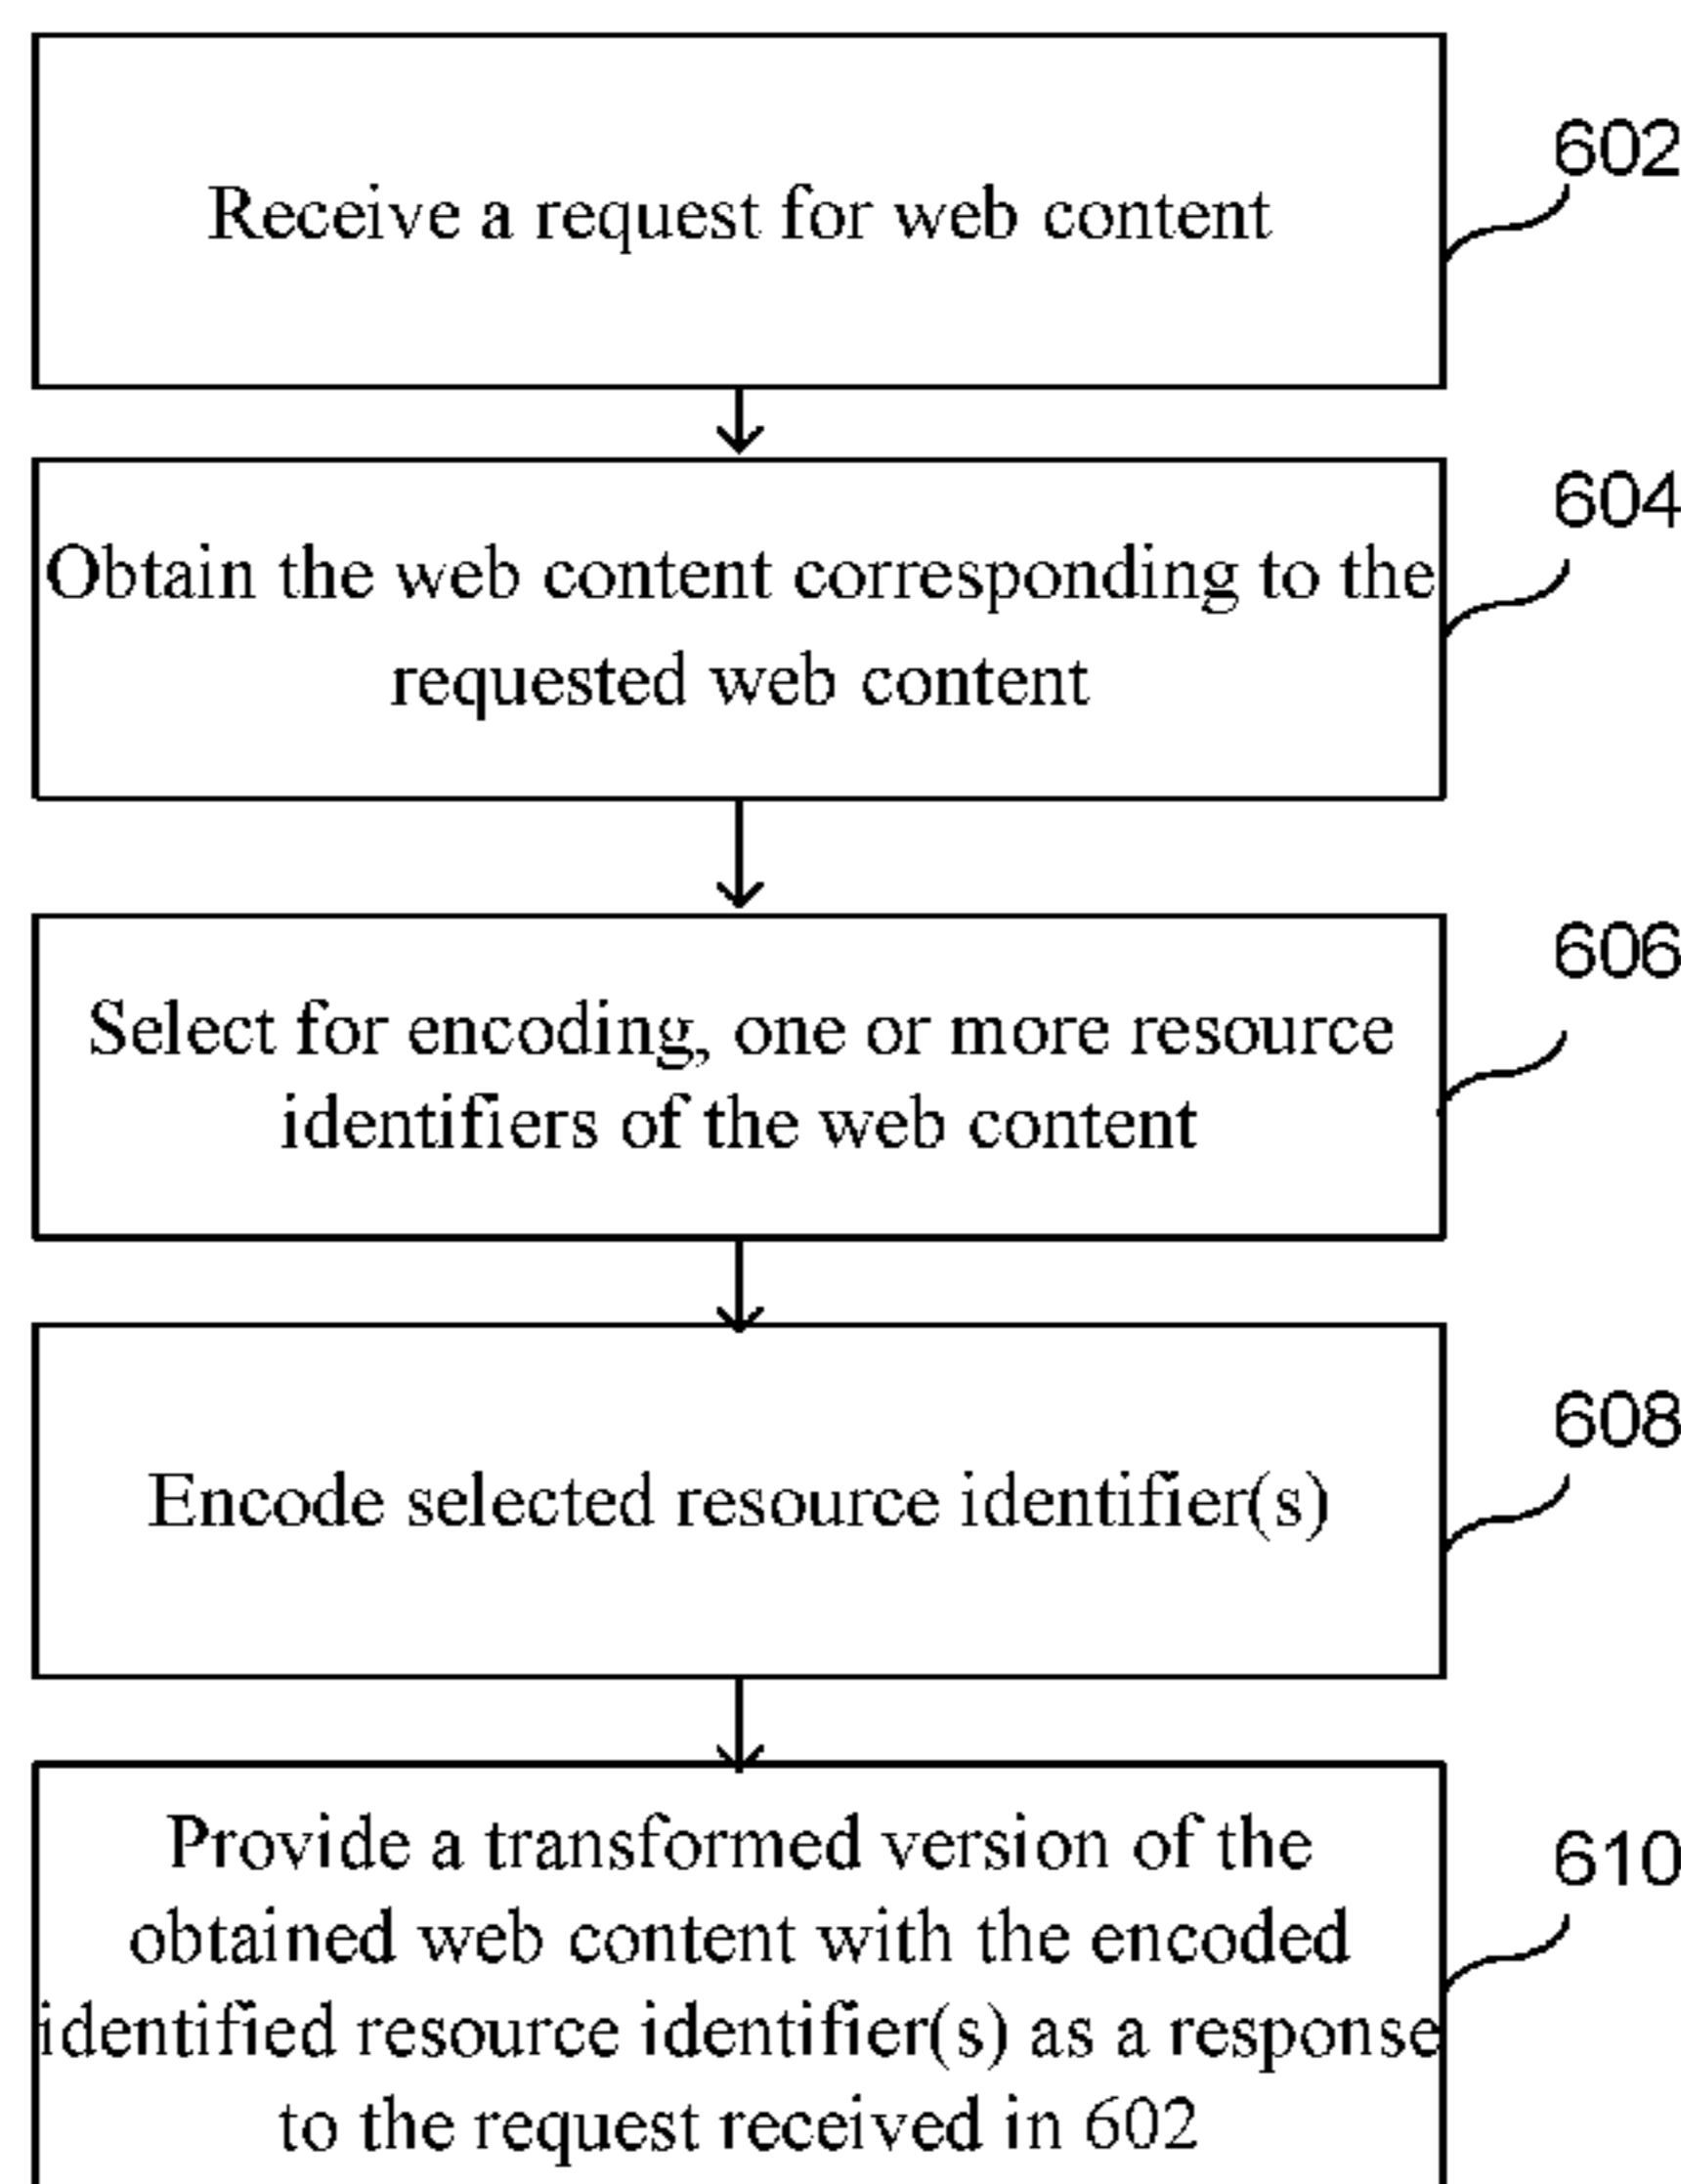 602
Receive a request for web content
604
Obtain the web content corresponding to the
requested web content
606
Select for encoding, one or more resource
identifiers of the web content
608
Encode selected resource identifier(s)
610
Provide a transformed version of the
obtained web content with the encoded
identified resource identifier(s) as a response
to the request received in 602